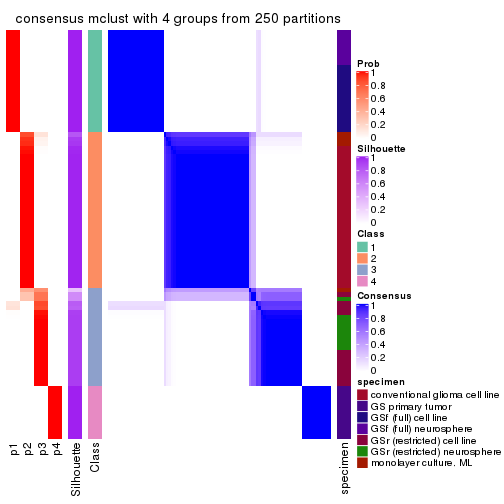 consensus mclust with 4 groups from 250 partitions
Prob
1
0.8
0.6
0.4
0.2
0
Silhouette
1
0.8
0.6
0.4
0.2
0
Class
1
2
3
4
Consensus
1
0.8
0.6
0.4
0.2
0
specimen
conventional glioma cell line
GS primary tumor
GSf (full) cell line
GSf (full) neurosphere
GSr (restricted) cell line
GSr (restricted) neurosphere
monolayer culture. ML
p1
p2
p3
p4
Silhouette
Class
specimen